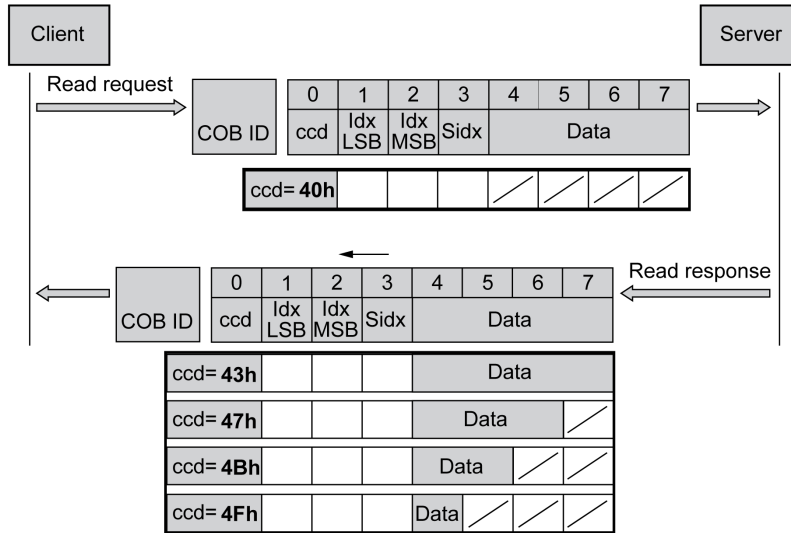 Client
Server
Read request
COB ID
0 1 2 3 4 5 6 7
ccd Idx LSB Idx MSB Sidx Data
ccd= 40h
Read response
COB ID
0 1 2 3 4 5 6 7
ccd Idx LSB Idx MSB Sidx Data
ccd= 43h Data
ccd= 47h Data
ccd= 4Bh Data
ccd= 4Fh Data